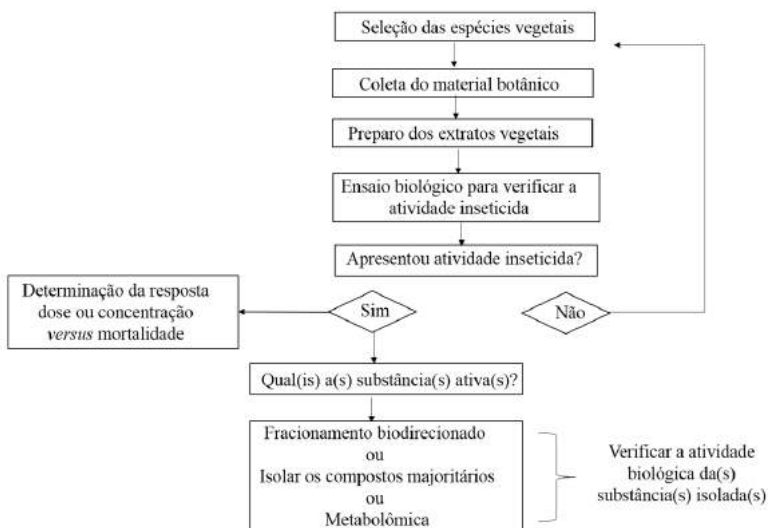 Seleção das espécies vegetais
Coleta do material botânico
Preparo dos extratos vegetais
Ensaio biológico para verificar a
atividade inseticida
Apresentou atividade inseticida?
Determinação da resposta
dose ou concentração
versus mortalidade
Sim
Não
Qual(is) a(s) substância(s) ativa(s)?
Fracionamento biodirecionado
ou
Isolar os compostos majoritários
ou
Metabolômica
Verificar a atividade
biológica da(s)
substância(s) isolada(s)